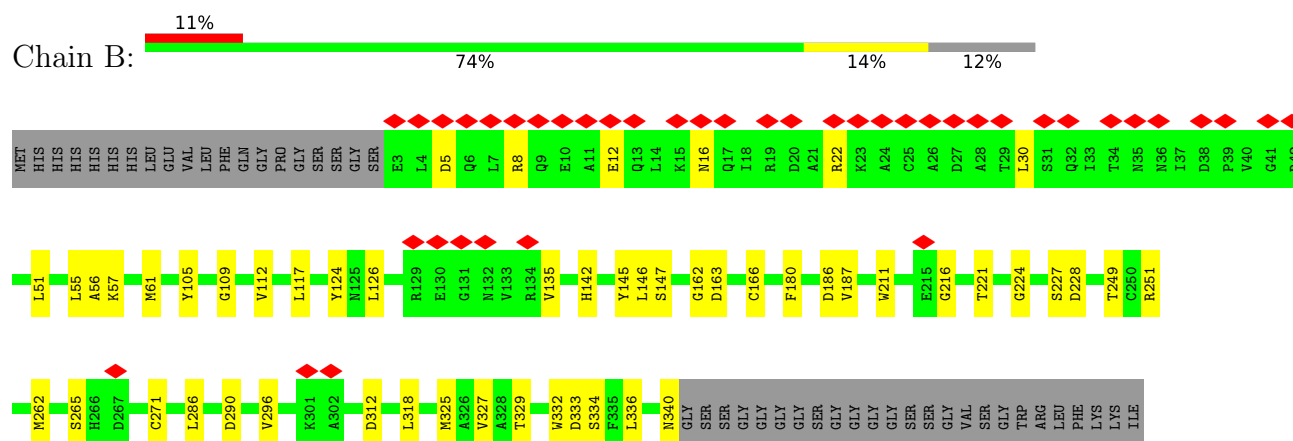 11%
Chain B:
74% 14% 12%
MET HIS HIS HIS HIS HIS HIS LEU GLU VAL LEU PHE GLN GLY PRO GLY SER SER GLY SER E3 L4 D5 Q6 L7 R8 Q9 E10 A11 E12 Q13 L14 K15 N16 Q17 I18 R19 D20 A21 R22 K23 A24 C25 A26 D27 A28 T29 L30 S31 Q32 I33 T34 N35 N36 I37 D38 P39 V40 G41
L51 L55 A56 K57 M61 Y105 G109 V112 L117 Y124 N125 L126 R129 E130 G131 N132 V133 R134 V135 H142 Y145 L146 S147 G162 D163 C166 F180 D186 V187 W211 E215 G216 T221 G224 S227 D228 T249 C250 R251
M262 S265 H266 D267 C271 L286 D290 V296 K301 A302 D312 L318 M325 A326 V327 A328 T329 W332 D333 S334 F335 L336 N340 GLY SER SER GLY GLY GLY GLY SER GLY GLY GLY GLY SER SER GLY VAL SER GLY TRP ARG LEU PHE LYS LYS ILE